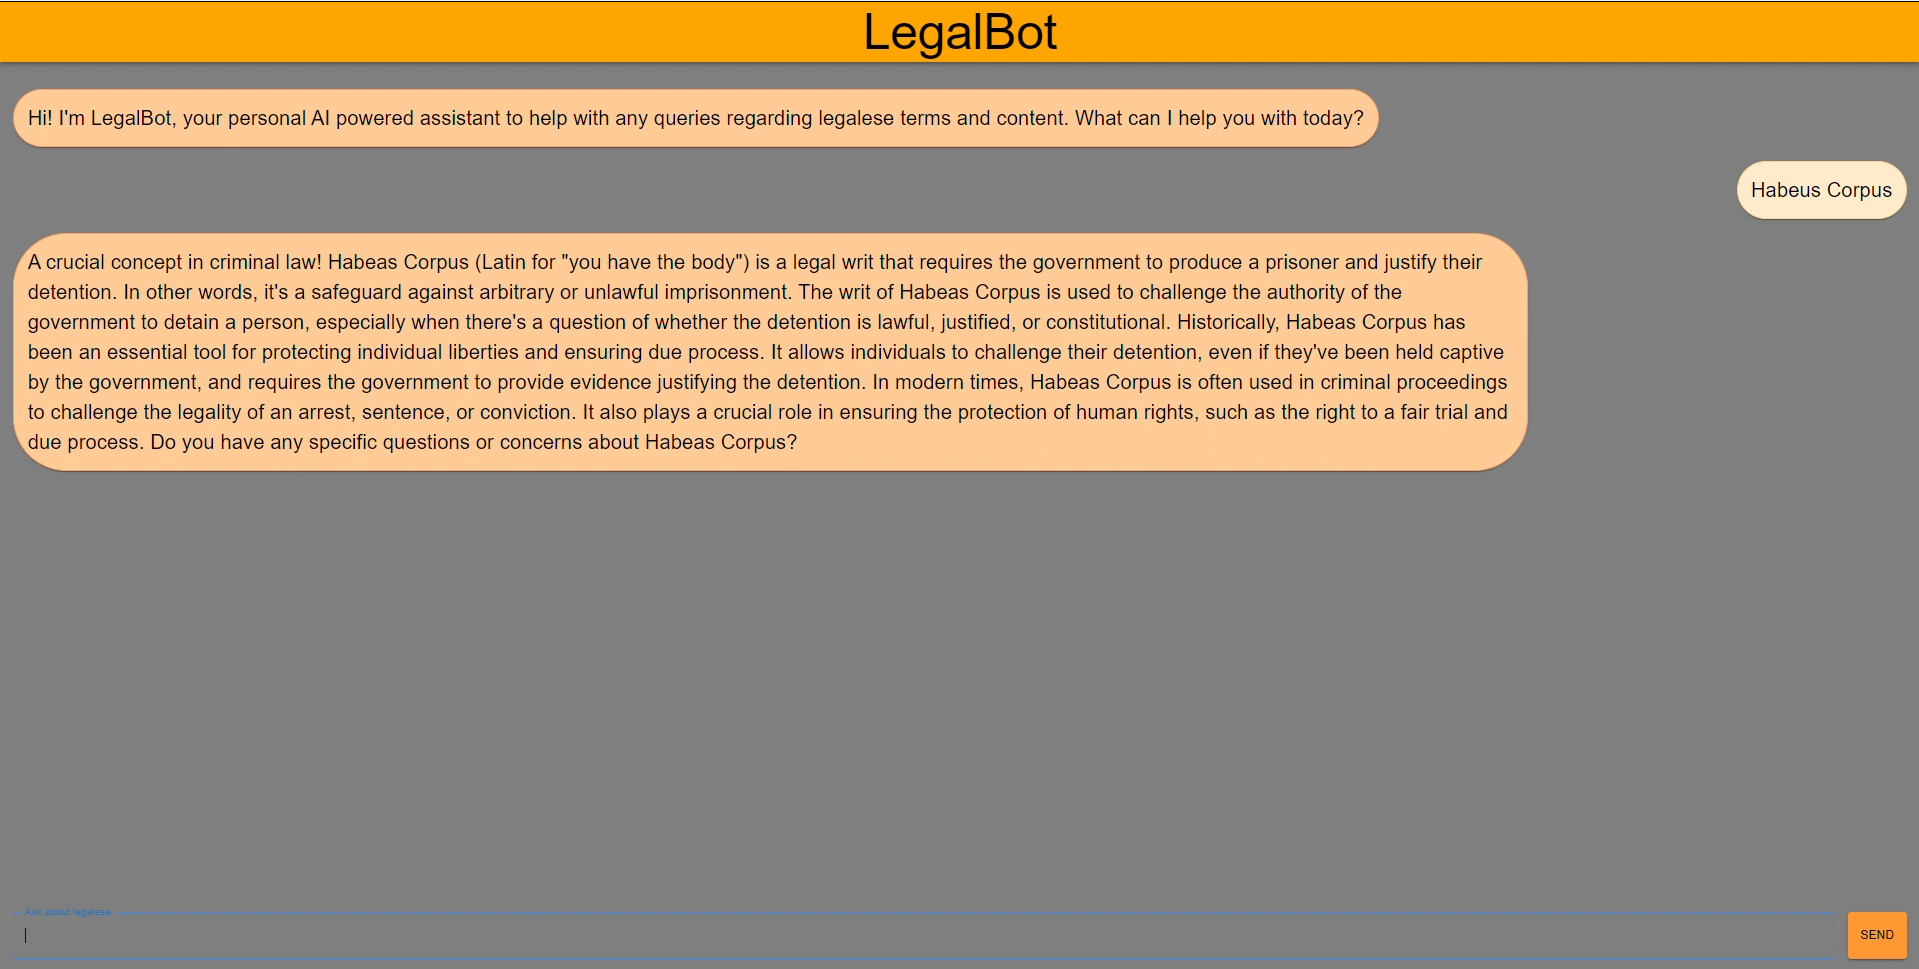 LegalBot
Hi! I'm LegalBot, your personal AI powered assistant to help with any queries regarding legalese terms and content. What can I help you with today?
Habeus Corpus
A crucial concept in criminal law! Habeas Corpus (Latin for "you have the body") is a legal writ that requires the government to produce a prisoner and justify their
detention. In other words, it's a safeguard against arbitrary or unlawful imprisonment. The writ of Habeas Corpus is used to challenge the authority of the
government to detain a person, especially when there's a question of whether the detention is lawful, justified, or constitutional. Historically, Habeas Corpus has
been an essential tool for protecting individual liberties and ensuring due process. It allows individuals to challenge their detention, even if they've been held captive
by the government, and requires the government to provide evidence justifying the detention. In modern times, Habeas Corpus is often used in criminal proceedings
to challenge the legality of an arrest, sentence, or conviction. It also plays a crucial role in ensuring the protection of human rights, such as the right to a fair trial and
due process. Do you have any specific questions or concerns about Habeas Corpus?
Ask about legalese
SEND